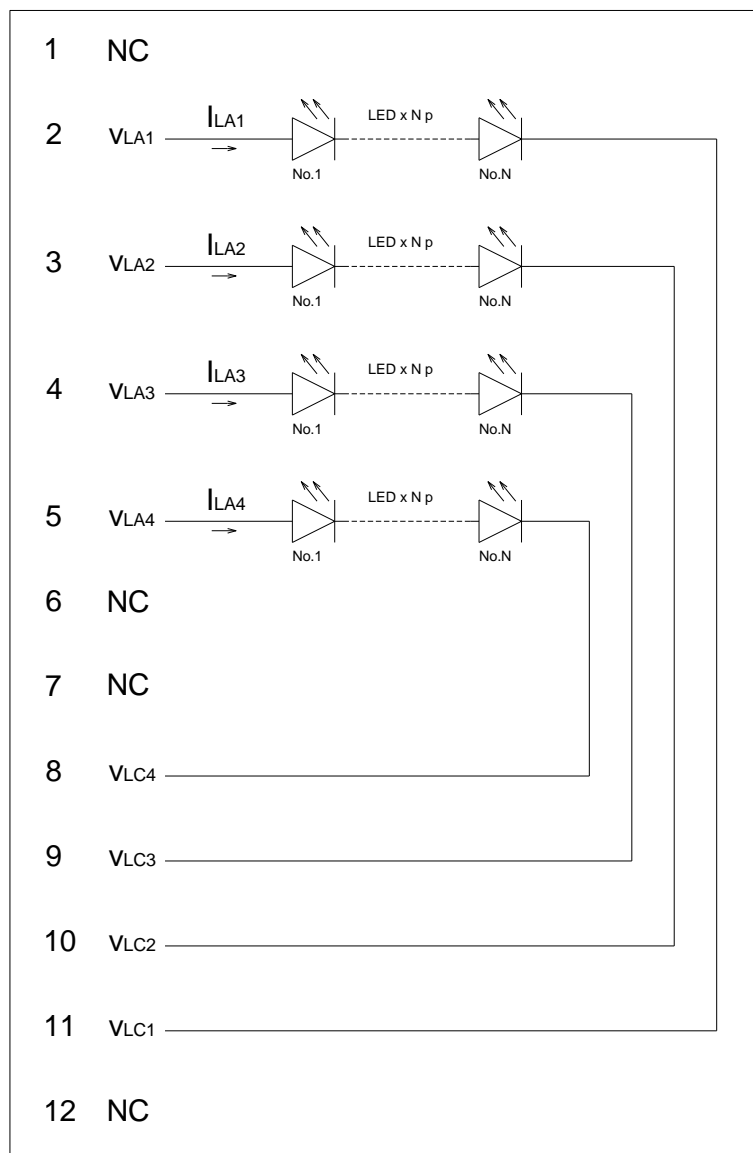 1 NC
ILA1 LED x N p
2 VLA1
No.1 No.N
ILA2 LED x N p
3 VLA2
No.1 No.N
ILA3 LED x N p
4 VLA3
No.1 No.N
ILA4 LED x N p
5 VLA4
No.1 No.N
6 NC
7 NC
8 VLC4
9 VLC3
10 VLC2
11 VLC1
12 NC